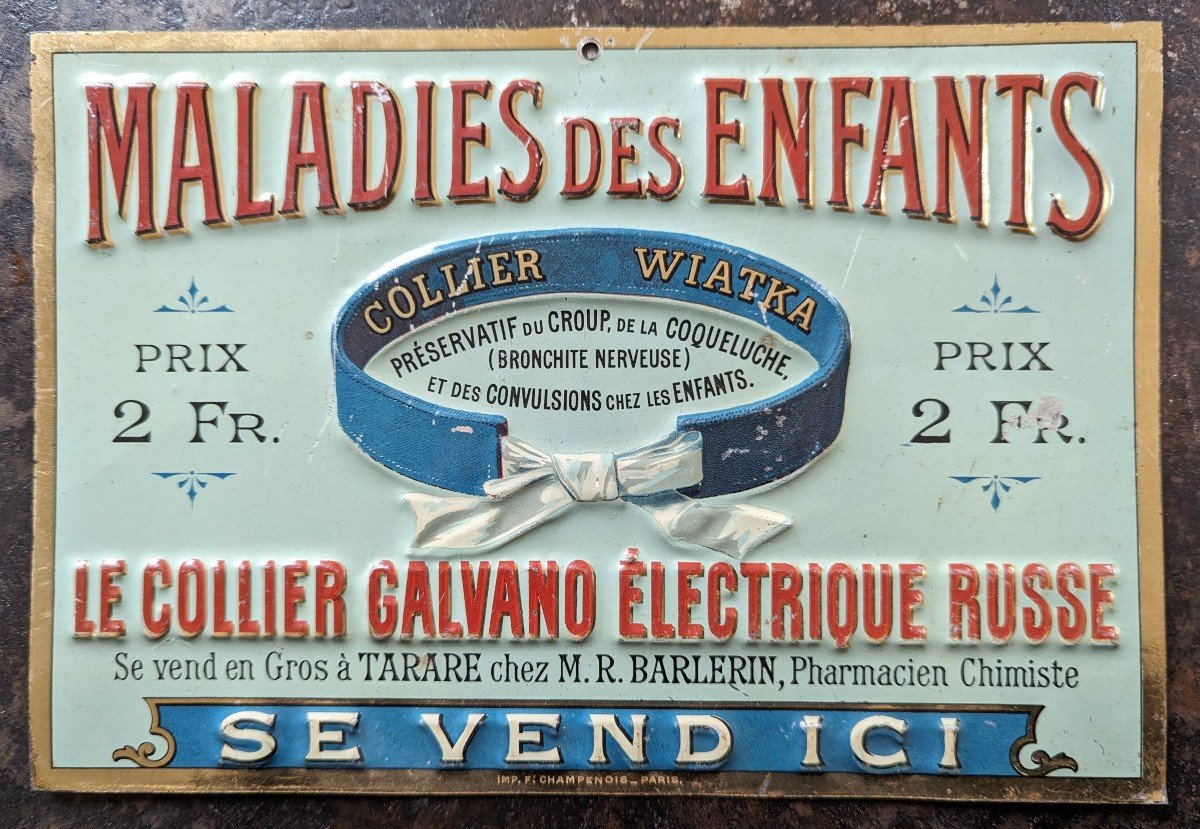 MALADIES DES ENFANTS
COLLIER WIATKA
PRÉSERVATIF DU CROUP, DE LA COQUELUCHE,
(BRONCHITE NERVEUSE)
ET DES CONVULSIONS CHEZ LES ENFANTS.
PRIX
2 FR.
PRIX
2 FR.
LE COLLIER GALVANO ÉLECTRIQUE RUSSE
Se vend en Gros à TARARE chez M. R. BARLERIN, Pharmacien Chimiste
SE VEND ICI
IMP. F. CHAMPENOIS _ PARIS.